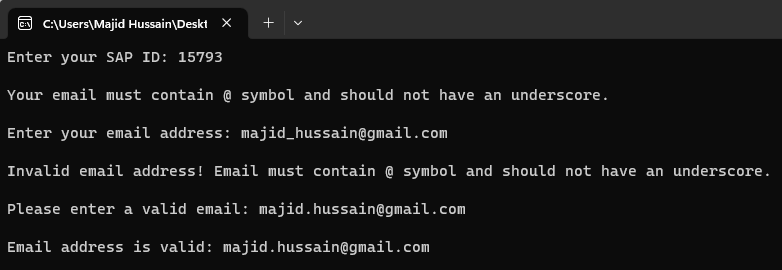 C:\Users\Majid Hussain\Deskt
Enter your SAP ID: 15793
Your email must contain @ symbol and should not have an underscore.
Enter your email address: majid_hussain@gmail.com
Invalid email address! Email must contain @ symbol and should not have an underscore.
Please enter a valid email: majid.hussain@gmail.com
Email address is valid: majid.hussain@gmail.com